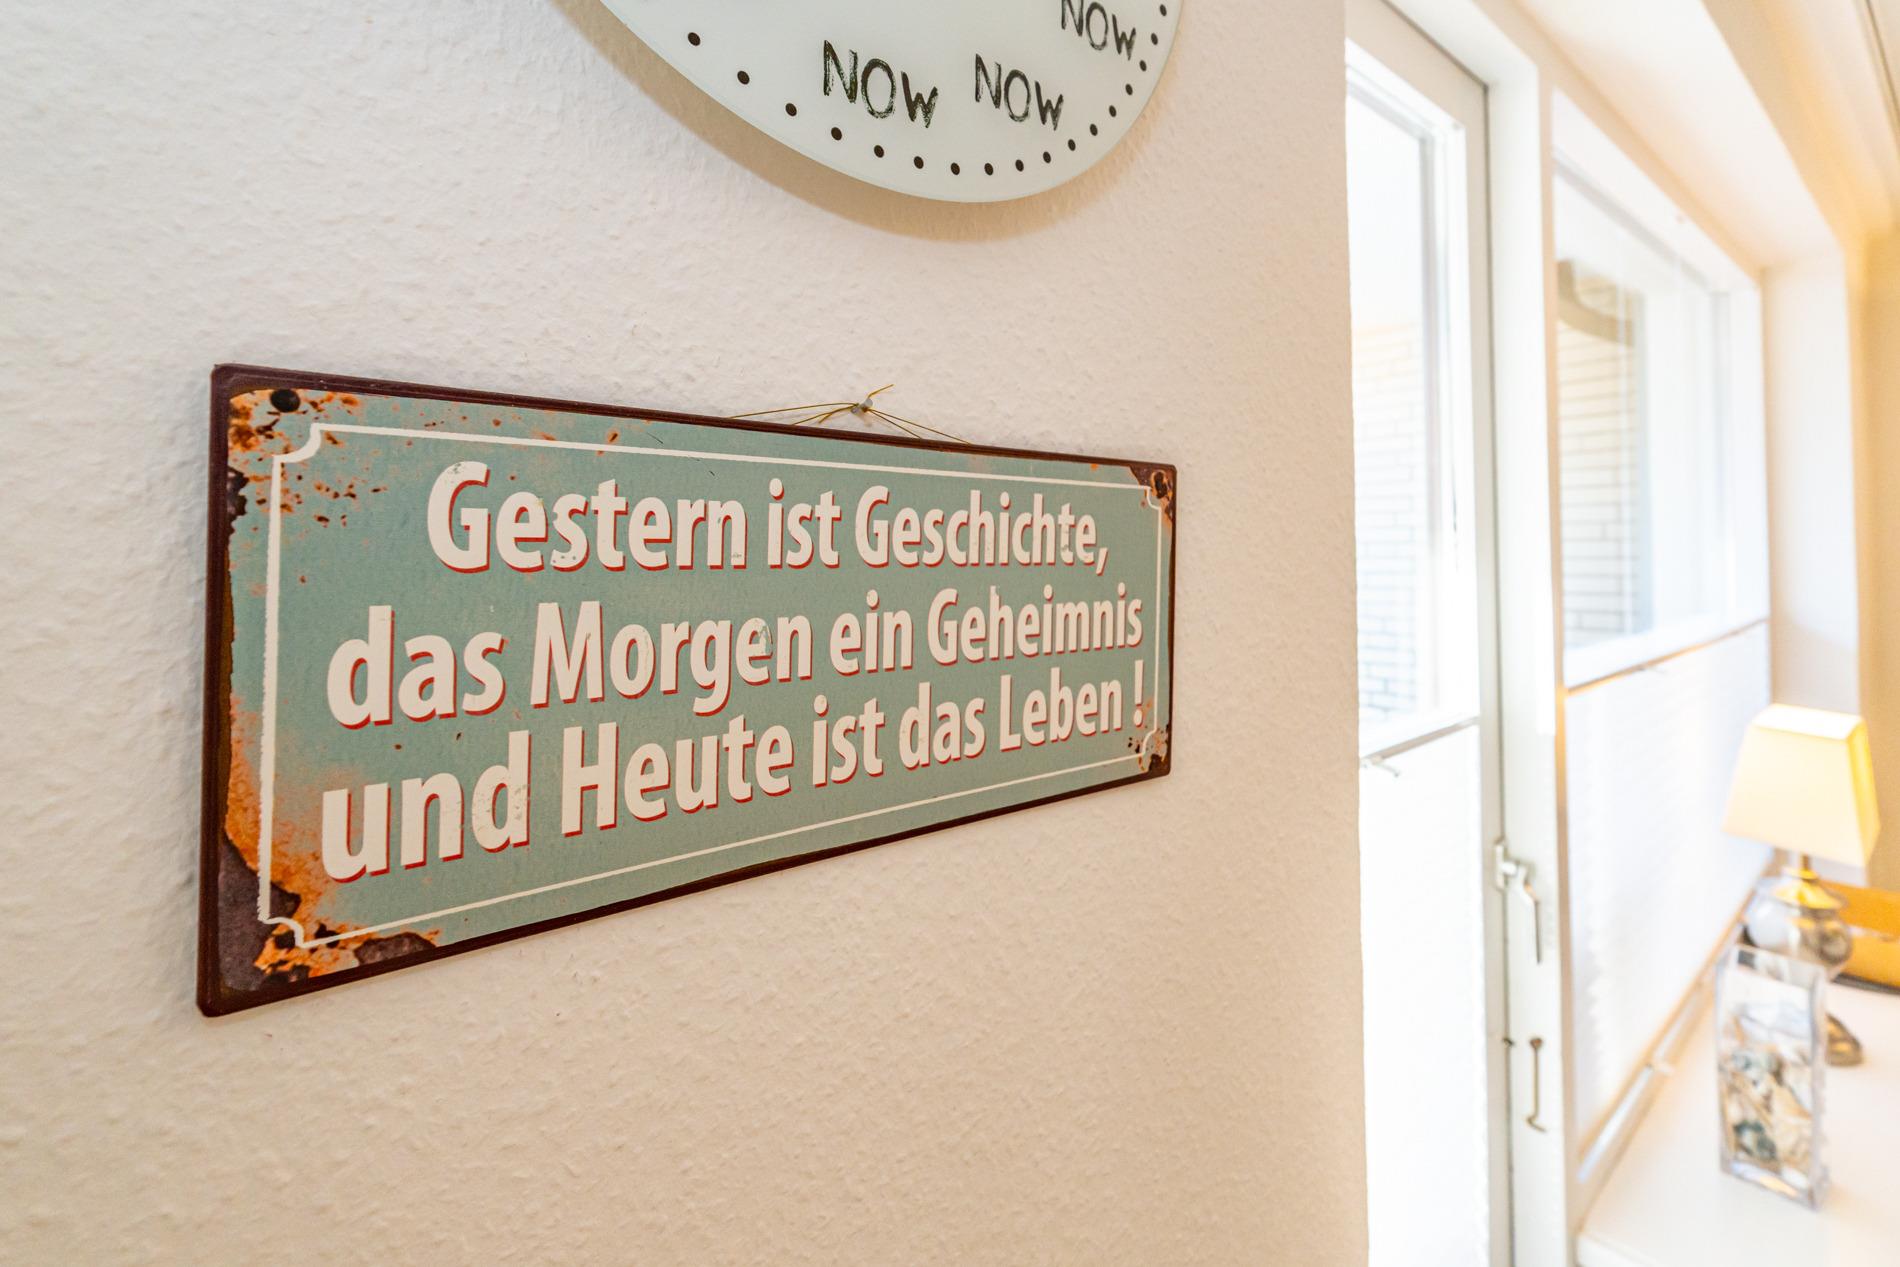 NOW
NOW NOW
Gestern ist Geschichte,
das Morgen ein Geheimnis
und Heute ist das Leben !